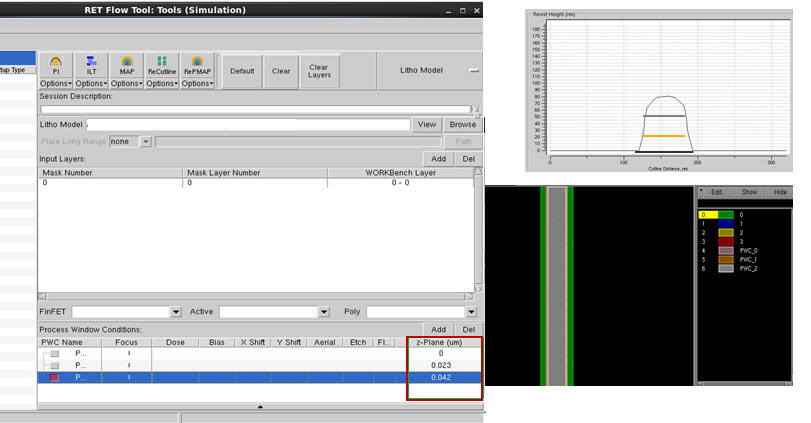 RET Flow Tool: Tools (Simulation)
tup Type
PI
ILT
MAP
ReCutline
RePMAP
Options
Options
Options
Options
Options
Default
Clear
Clear
Layers
Litho Model
Session Description:
Litho Model
View
Browse
Flare Long Range
none
Path
Input Layers:
Add
Del
Mask Number
Mask Layer Number
WORKBench Layer
0
0
0 - 0
FinFET
Active
Poly
Process Window Conditions:
Add
Del
PWC Name
Focus
Dose
Bias
X Shift
Y Shift
Aerial
Etch
Fl...
z-Plane (um)
P...
0
P...
0.023
P...
0.042
Resist Height (nm)
180
170
160
150
140
130
120
110
100
90
80
70
60
50
40
30
20
10
0
0
100
200
300
Cutline Distance, nm
Edit..
Show
Hide
0 0
1 1
2 2
3 3
4 PWC_0
5 PWC_1
6 PWC_2